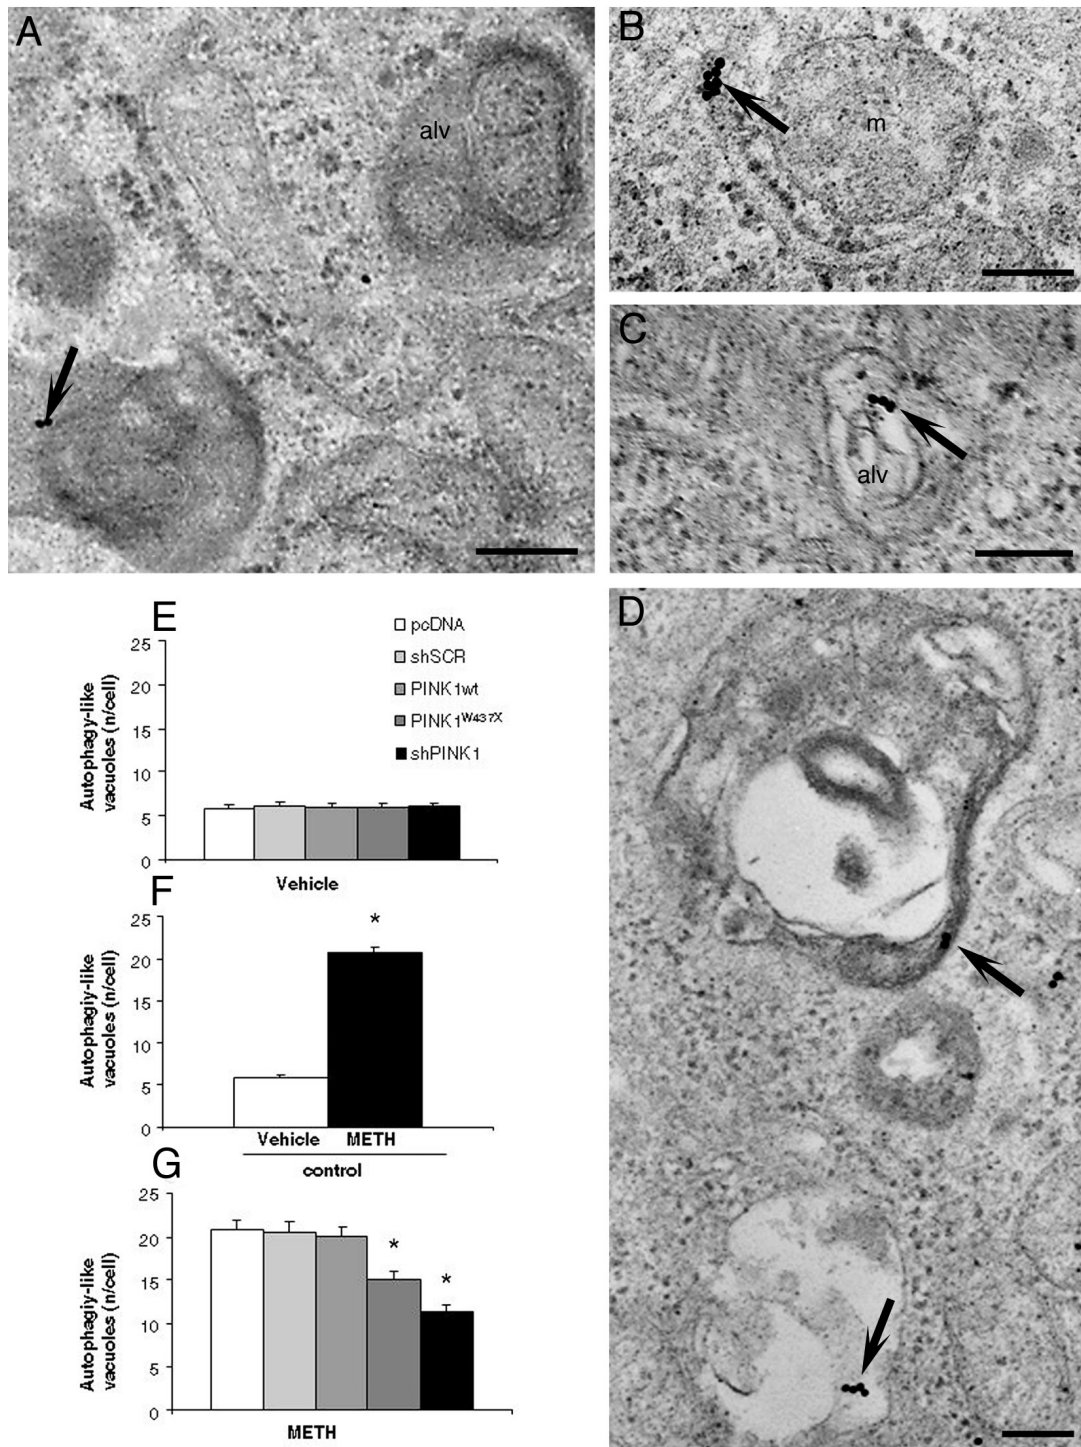 A
alv
B
m
C
alv
D
E
25
20
15
10
5
0
Autophagy-like
vacuoles (n/cell)
pcDNA
shSCR
PINK1wt
PINK1W437X
shPINK1
Vehicle
F
25
20
15
10
5
0
Autophagiy-like
vacuoles (n/cell)
*
Vehicle METH
control
G
25
20
15
10
5
0
Autophagiy-like
vacuoles (n/cell)
*
*
METH